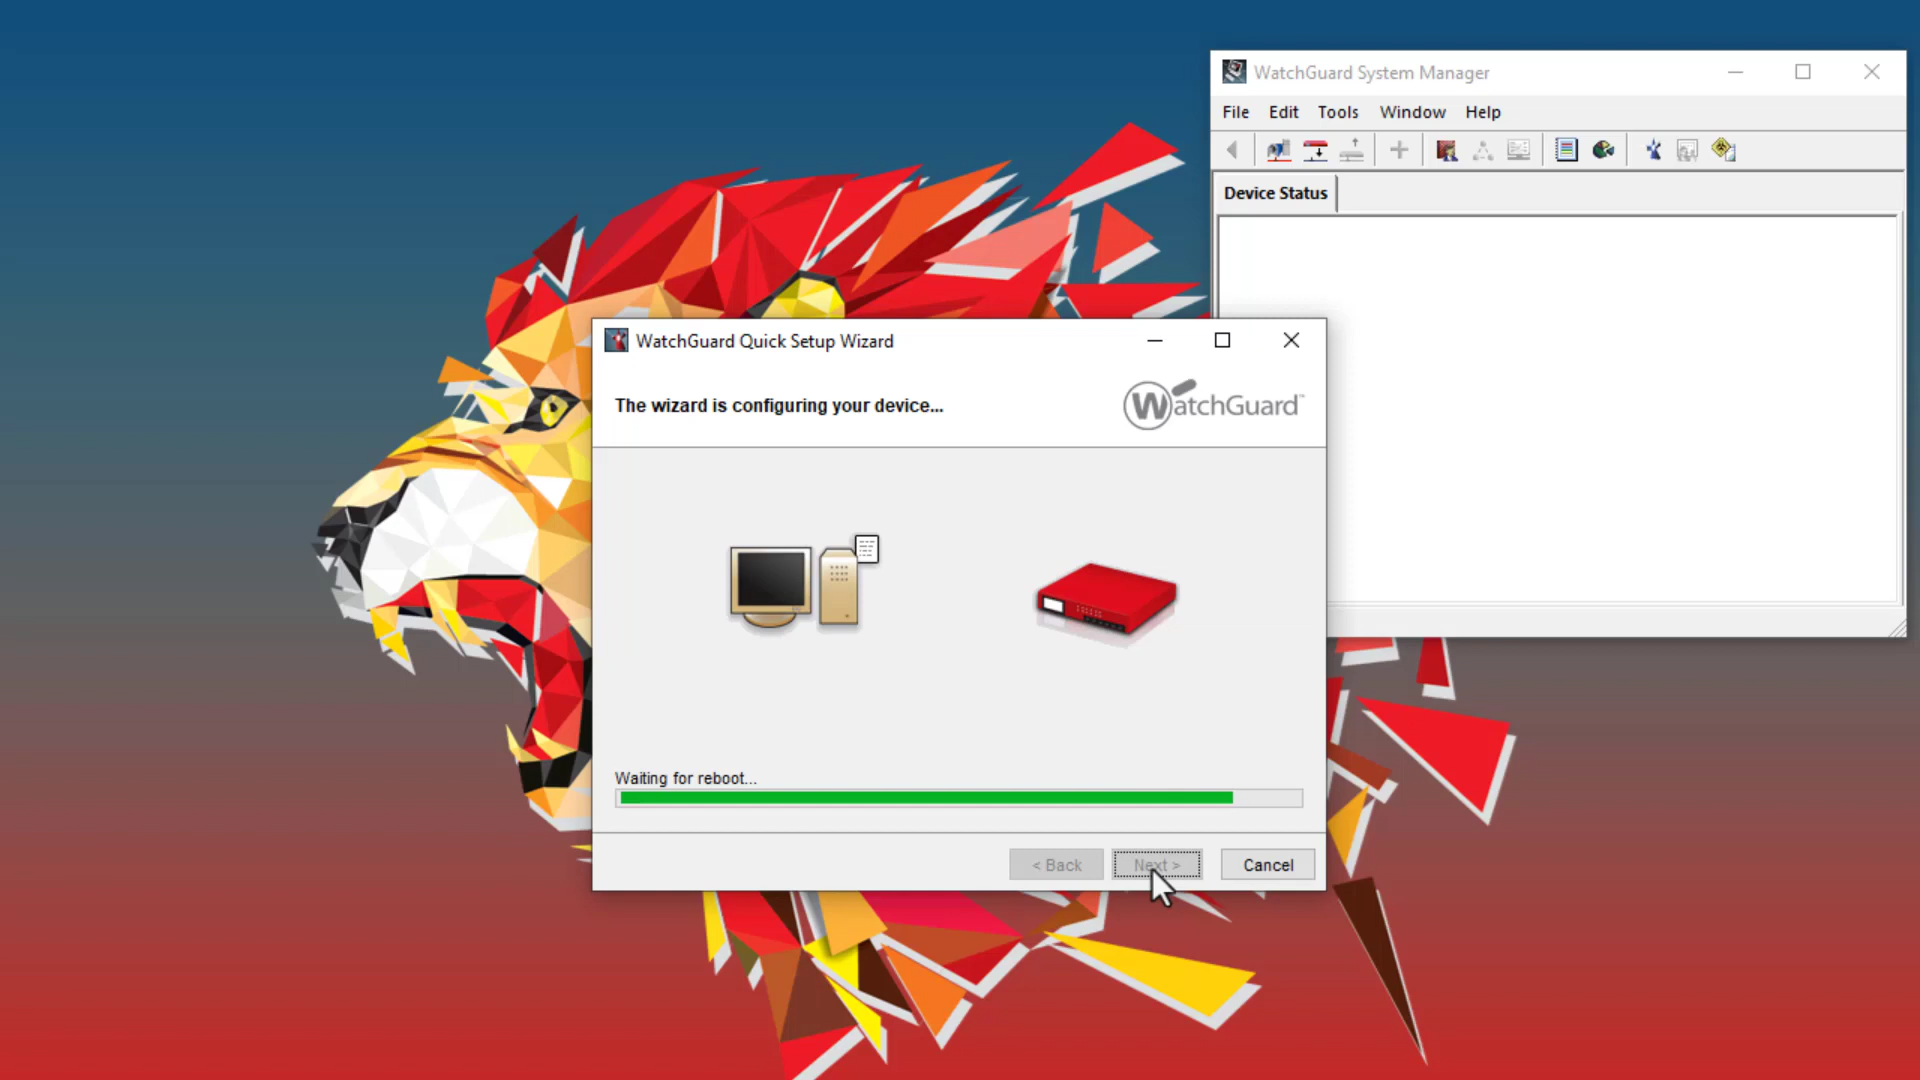 WatchGuard System Manager
File Edit Tools Window Help
Device Status
WatchGuard Quick Setup Wizard
The wizard is configuring your device...
WatchGuard™
Waiting for reboot...
< Back Next > Cancel